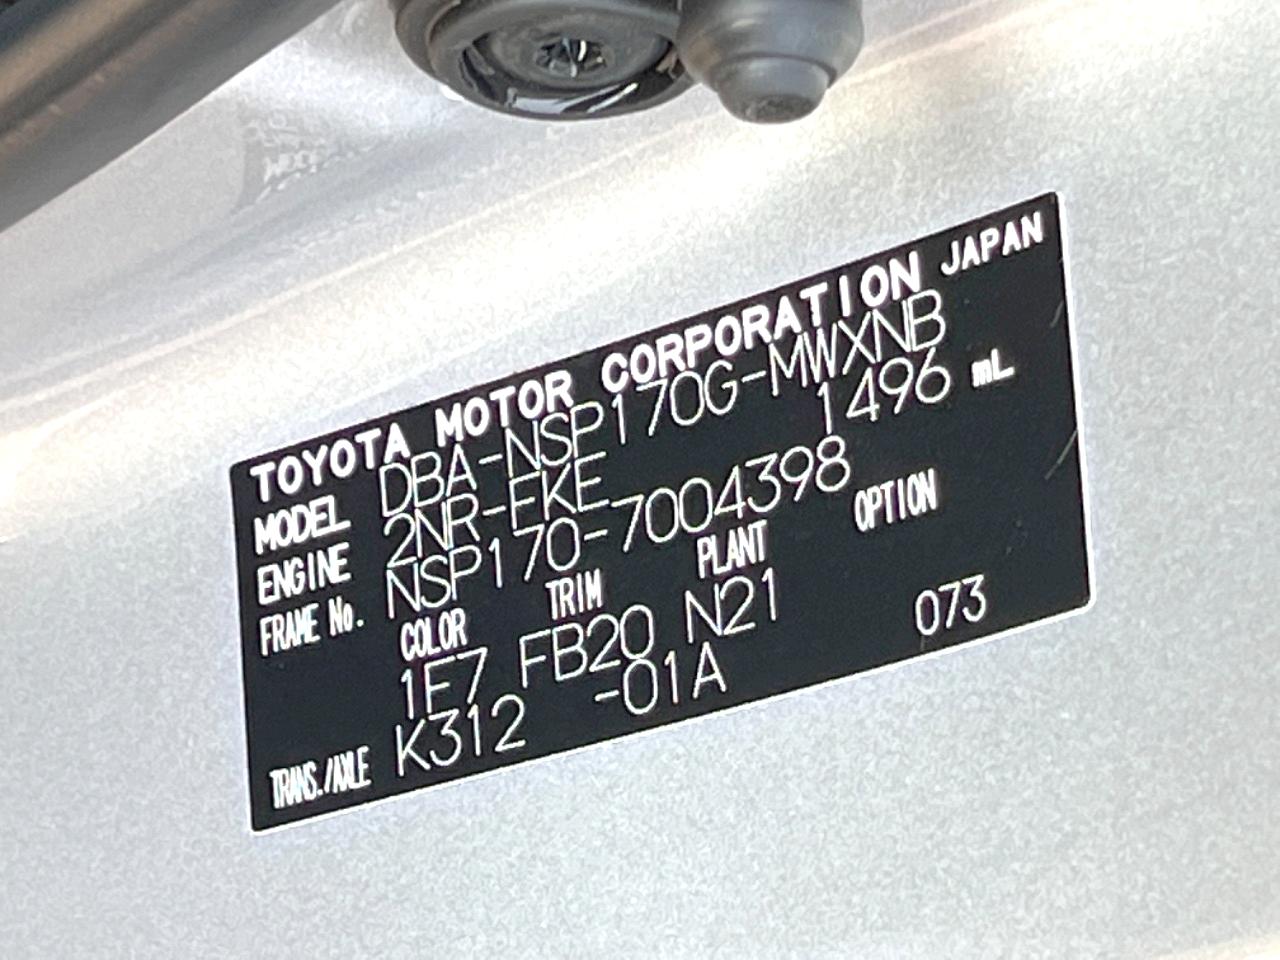 TOYOTA MOTOR CORPORATION JAPAN
MODEL DBA-NSP170G-MWXNB
ENGINE 2NR-FKE 1496 mL
FRAME No. NSP170-7004398
COLOR TRIM PLANT OPTION
1F7 FB20 N21
TRANS./AXLE K312 -01A 073